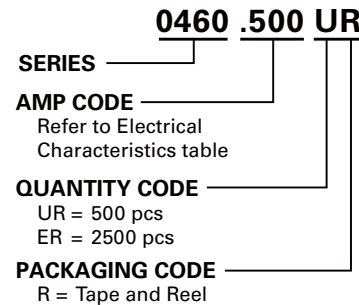 0460 .500 UR
SERIES
AMP CODE
Refer to Electrical
Characteristics table
QUANTITY CODE
UR = 500 pcs
ER = 2500 pcs
PACKAGING CODE
R = Tape and Reel